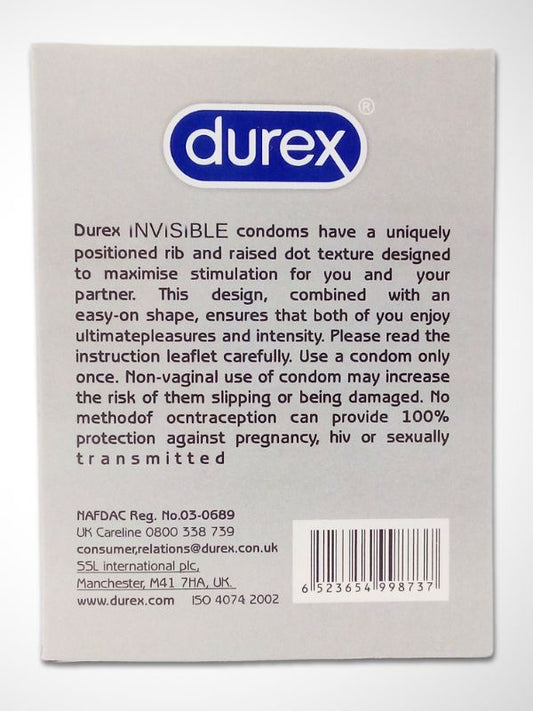 durex®
Durex iNViSiBLE condoms have a uniquely
positioned rib and raised dot texture designed
to maximise stimulation for you and your
partner. This design, combined with an
easy-on shape, ensures that both of you enjoy
ultimatepleasures and intensity. Please read the
instruction leaflet carefully. Use a condom only
once. Non-vaginal use of condom may increase
the risk of them slipping or being damaged. No
methodof ocntraception can provide 100%
protection against pregnancy, hiv or sexually
transmitted
NAFDAC Reg. No.03-0689
UK Careline 0800 338 739
consumer,relations@durex.con.uk
SSL international plc,
Manchester, M41 7HA, UK.
www.durex.com ISO 4074 2002
6 523654 998737